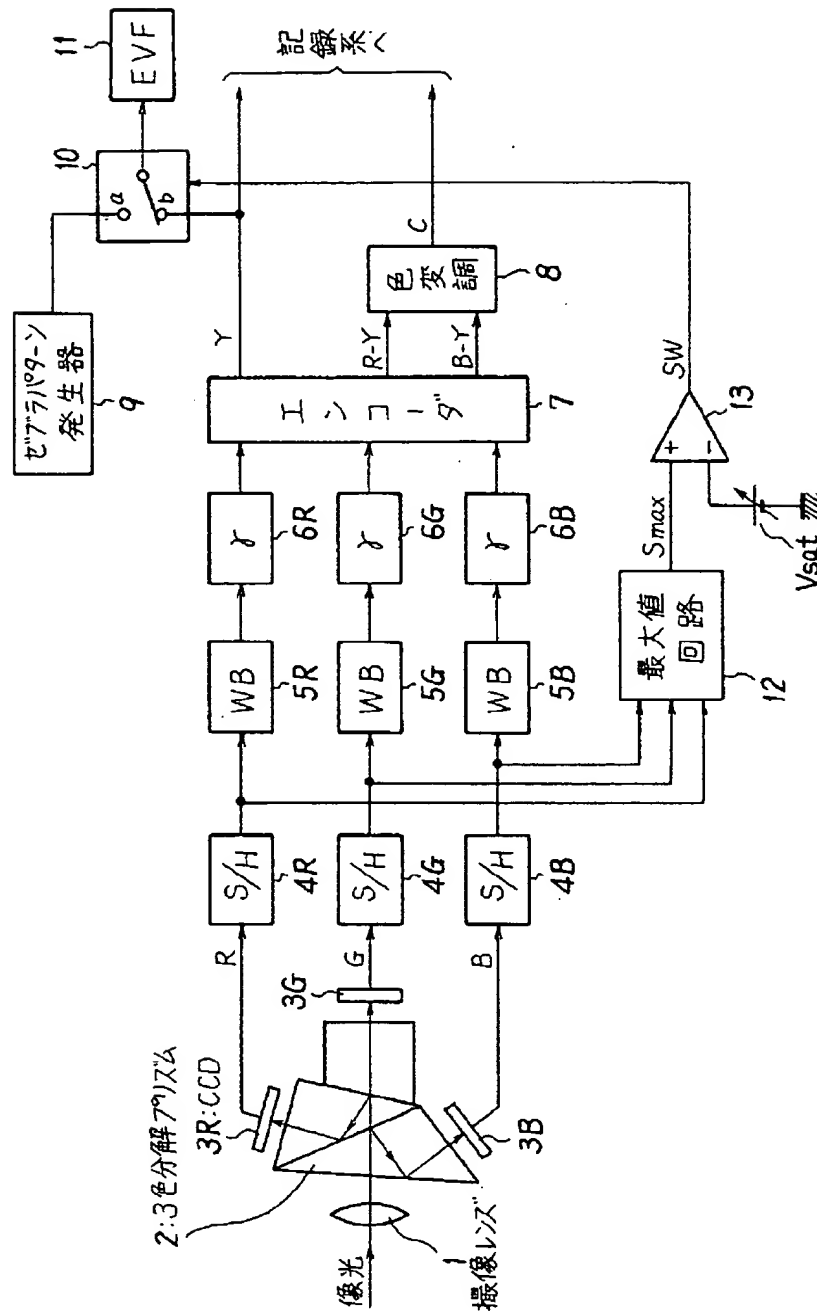 像光
撮像レンズ
1
2:3色分解プリズム
3R:CCD
3G
3B
R
G
B
S/H
4R
S/H
4G
S/H
4B
WB
5R
WB
5G
WB
5B
γ
6R
γ
6G
γ
6B
エンコーダ
7
Y
R-Y
B-Y
色変調
8
C
記録系へ
ゼブラパターン
発生器
9
10
a
b
11
EVF
最大値
回路
12
Smax
Vsat
+
-
13
SW